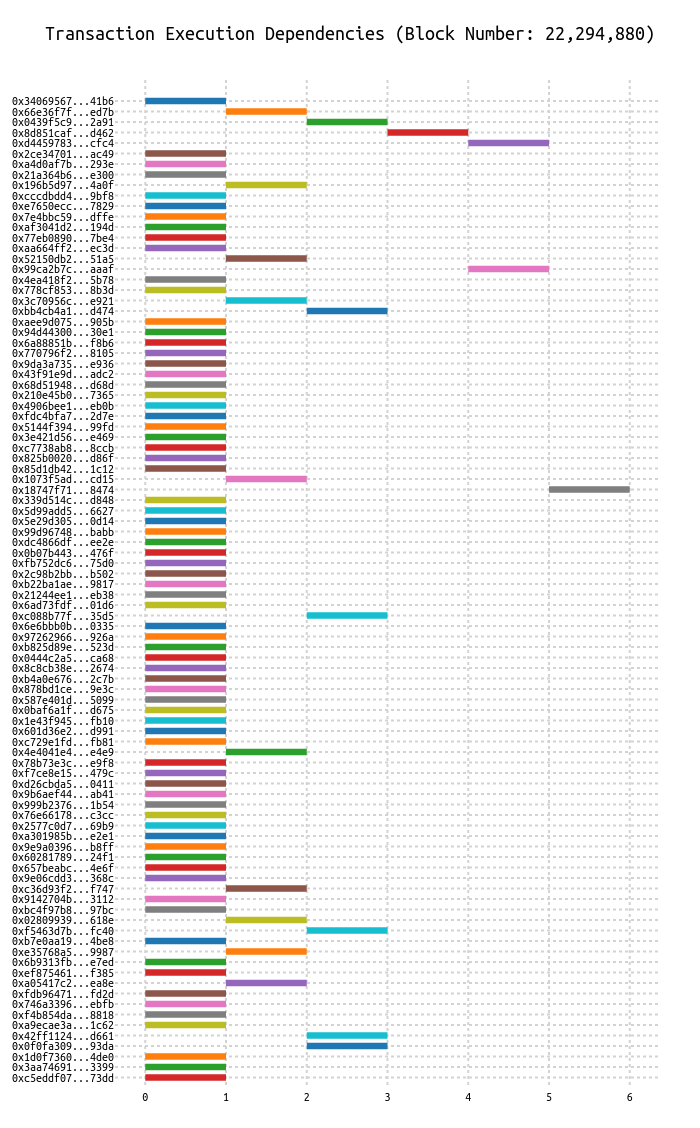 Transaction Execution Dependencies (Block Number: 22,294,880)
0x34069567...41b6
0x66e36f7f...ed7b
0x0439f5c9...2a91
0x8d851caf...d462
0xd4459783...cfc4
0x2ce34701...ac49
0xa4d0af7b...293e
0x21a364b6...e300
0x196b5d97...4a0f
0xcccdbdd4...9bf8
0xe7650ecc...7829
0x7e4bbc59...dffe
0xaf3041d2...194d
0x77eb0890...7be4
0xaa664ff2...ec3d
0x52150db2...51a5
0x99ca2b7c...aaaf
0x4ea418f2...5b78
0x778cf853...8b3d
0x3c70956c...e921
0xbb4cb4a1...d474
0xaee9d075...905b
0x94d44300...30e1
0x6a88851b...f8b6
0x770796f2...8105
0x9da3a735...e936
0x43f91e9d...adc2
0x68d51948...d68d
0x210e45b0...7365
0x4906bee1...eb0b
0xfdc4bfa7...2d7e
0x5144f394...99fd
0x3e421d56...e469
0xc7738ab8...8ccb
0x825b0020...d86f
0x85d1db42...1c12
0x1073f5ad...cd15
0x18747f71...8474
0x339d514c...d848
0x5d99add5...6627
0x5e29d305...0d14
0x99d96748...babb
0xdc4866df...ee2e
0x0b07b443...476f
0xfb752dc6...75d0
0x2c98b2bb...b502
0xb22ba1ae...9817
0x21244ee1...eb38
0x6ad73fdf...01d6
0xc088b77f...35d5
0x6e6bbb0b...0335
0x97262966...926a
0xb825d89e...523d
0x0444c2a5...ca68
0x8c8cb38e...2674
0xb4a0e676...2c7b
0x878bd1ce...9e3c
0x587e401d...5099
0x0baf6a1f...d675
0x1e43f945...fb10
0x601d36e2...d991
0xc729e1fd...fb81
0x4e4041e4...e4e9
0x78b73e3c...e9f8
0xf7ce8e15...479c
0xd26cbda5...0411
0x9b6aef44...ab41
0x999b2376...1b54
0x76e66178...c3cc
0x2577c0d7...69b9
0xa301985b...e2e1
0x9e9a0396...b8ff
0x60281789...24f1
0x657beabc...4e6f
0x9e06cdd3...368c
0xc36d93f2...f747
0x9142704b...3112
0xbc4f97b8...97bc
0x02809939...618e
0xf5463d7b...fc40
0xb7e0aa19...4be8
0xe35768a5...9987
0x6b9313fb...e7ed
0xef875461...f385
0xa05417c2...ea8e
0xfdb96471...fd2d
0x746a3396...ebfb
0xf4b854da...8818
0xa9ecae3a...1c62
0x42ff1124...d661
0x0f0fa309...93da
0x1d0f7360...4de0
0x3aa74691...3399
0xc5eddf07...73dd
0 1 2 3 4 5 6